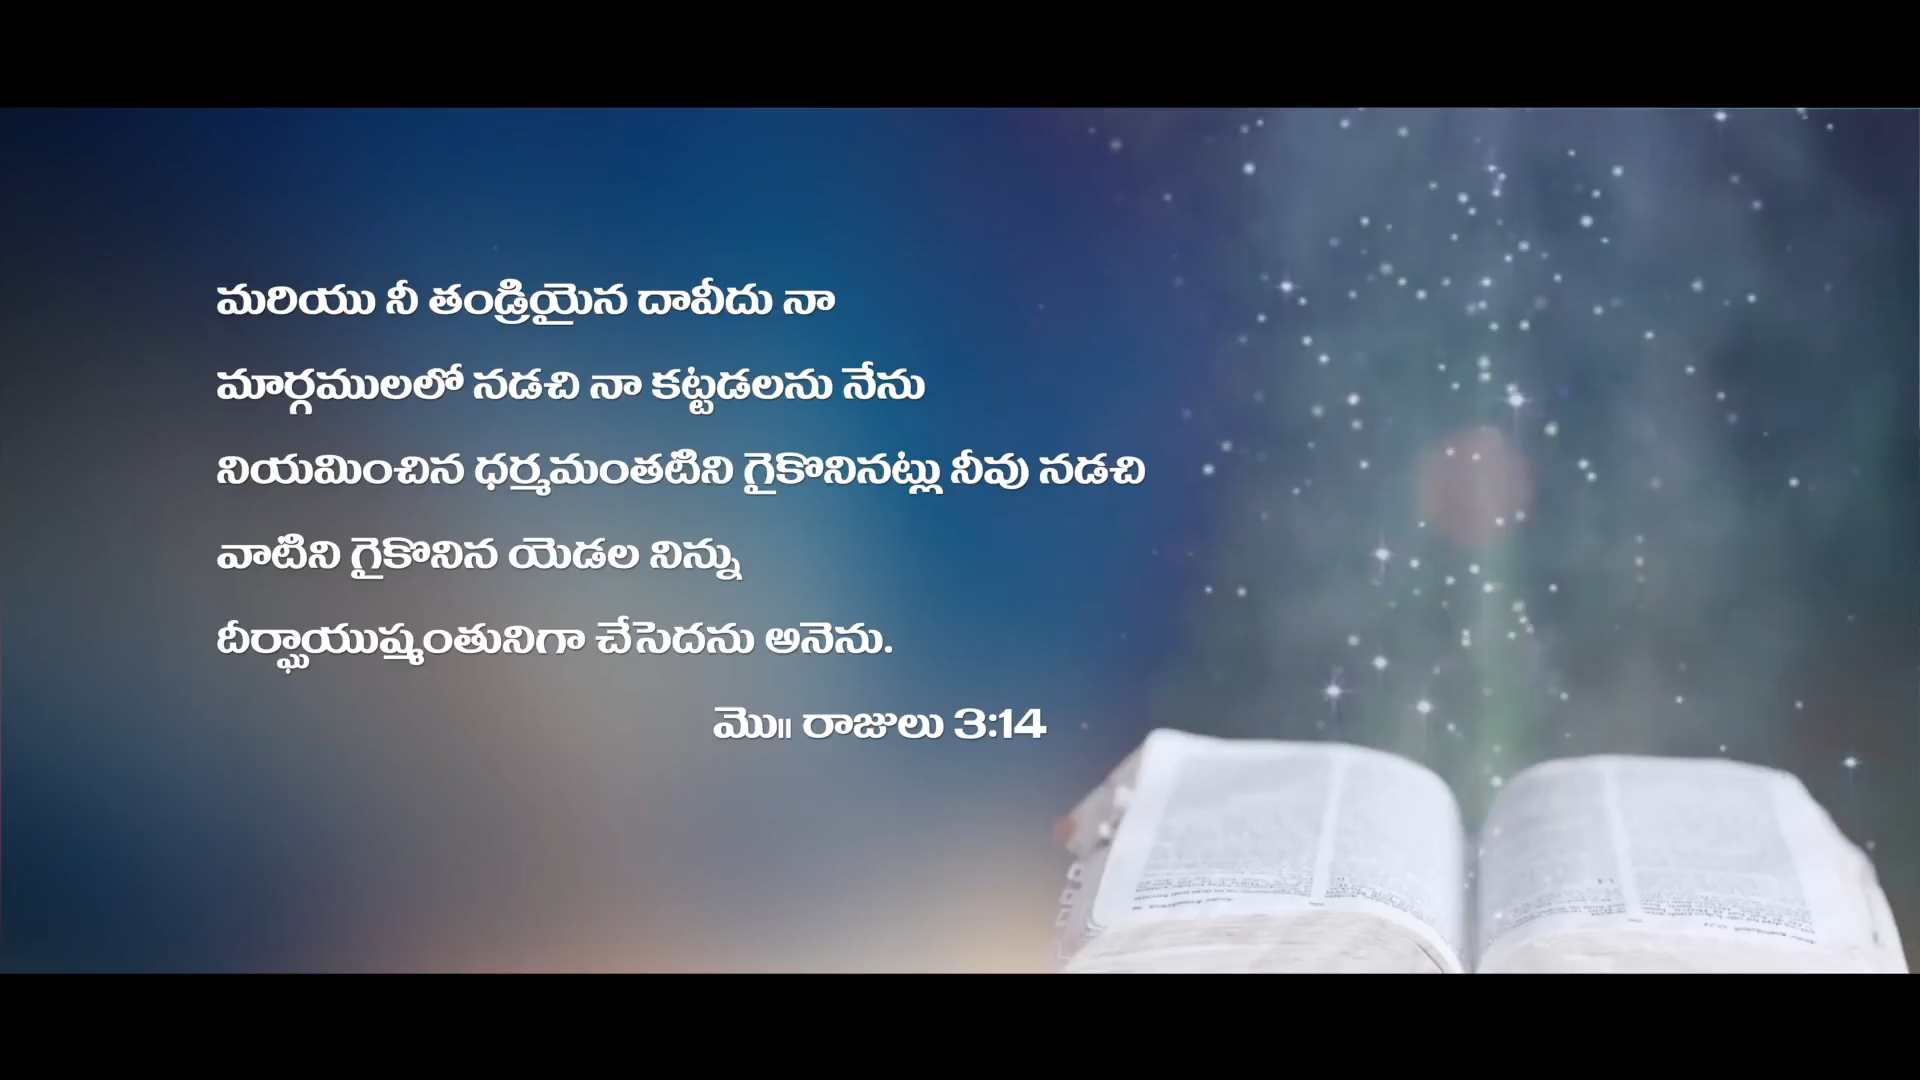 మరియు నీ తండ్రియైన దావీదు నా
మార్గములలో నడచి నా కట్టడలను నేను
నియమించిన ధర్మమంతటిని గైకొనినట్లు నీవు నడచి
వాటిని గైకొనిన యెడల నిన్ను
దీర్ఘాయుష్మంతునిగా చేసెదను అనెను.
మొ॥ రాజులు 3:14